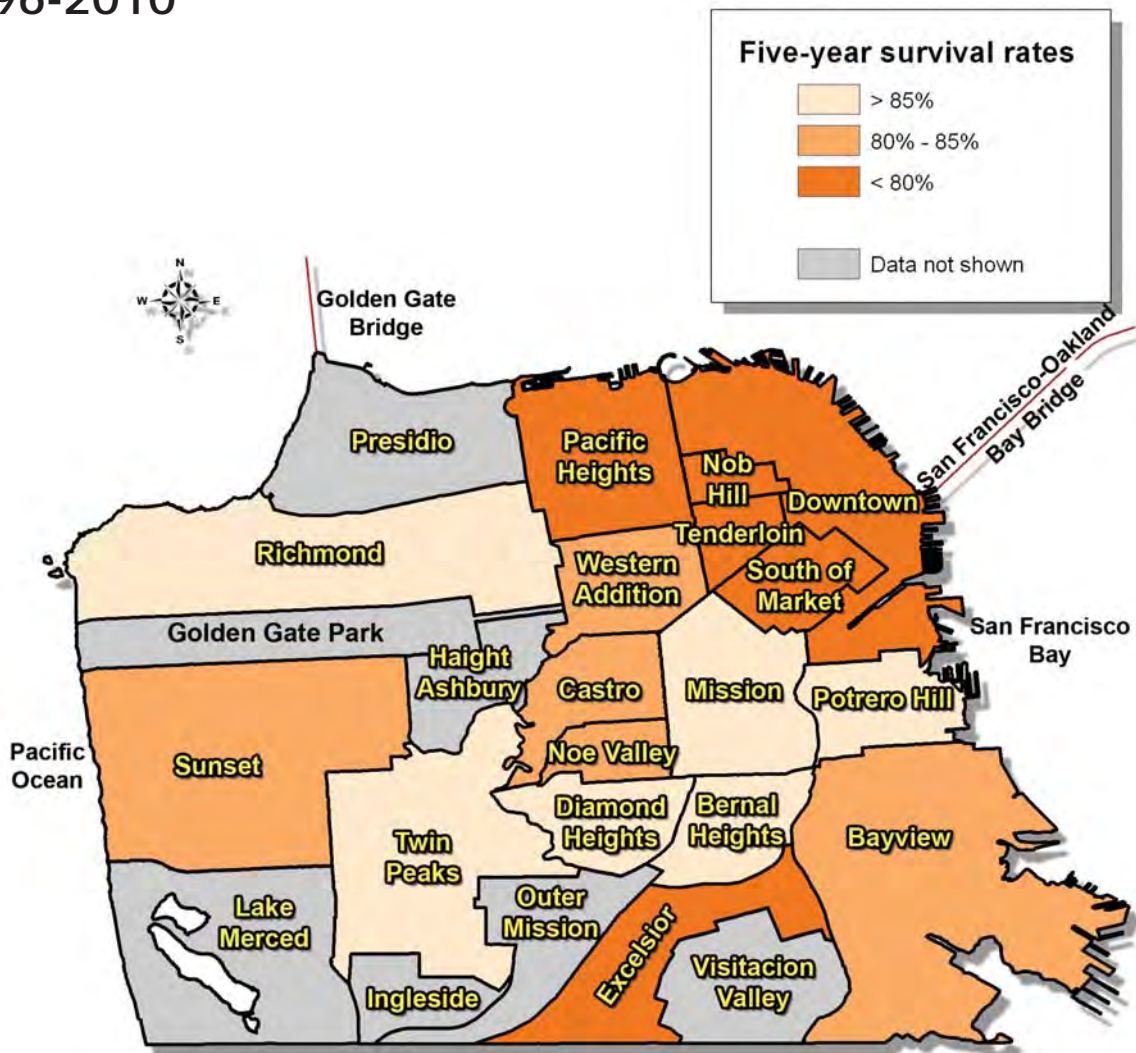 96-2010
Five-year survival rates
> 85%
80% - 85%
< 80%
Data not shown
N
W E
S
Golden Gate
Bridge
San Francisco-Oakland
Bay Bridge
Presidio
Pacific
Heights
Nob
Hill
Downtown
Tenderloin
Richmond
Western
Addition
South of
Market
Golden Gate Park
San Francisco
Bay
Haight
Ashbury
Castro
Mission
Potrero Hill
Pacific
Ocean
Sunset
Noe Valley
Diamond
Heights
Bernal
Heights
Bayview
Twin
Peaks
Lake
Merced
Outer
Mission
Excelsior
Visitacion
Valley
Ingleside